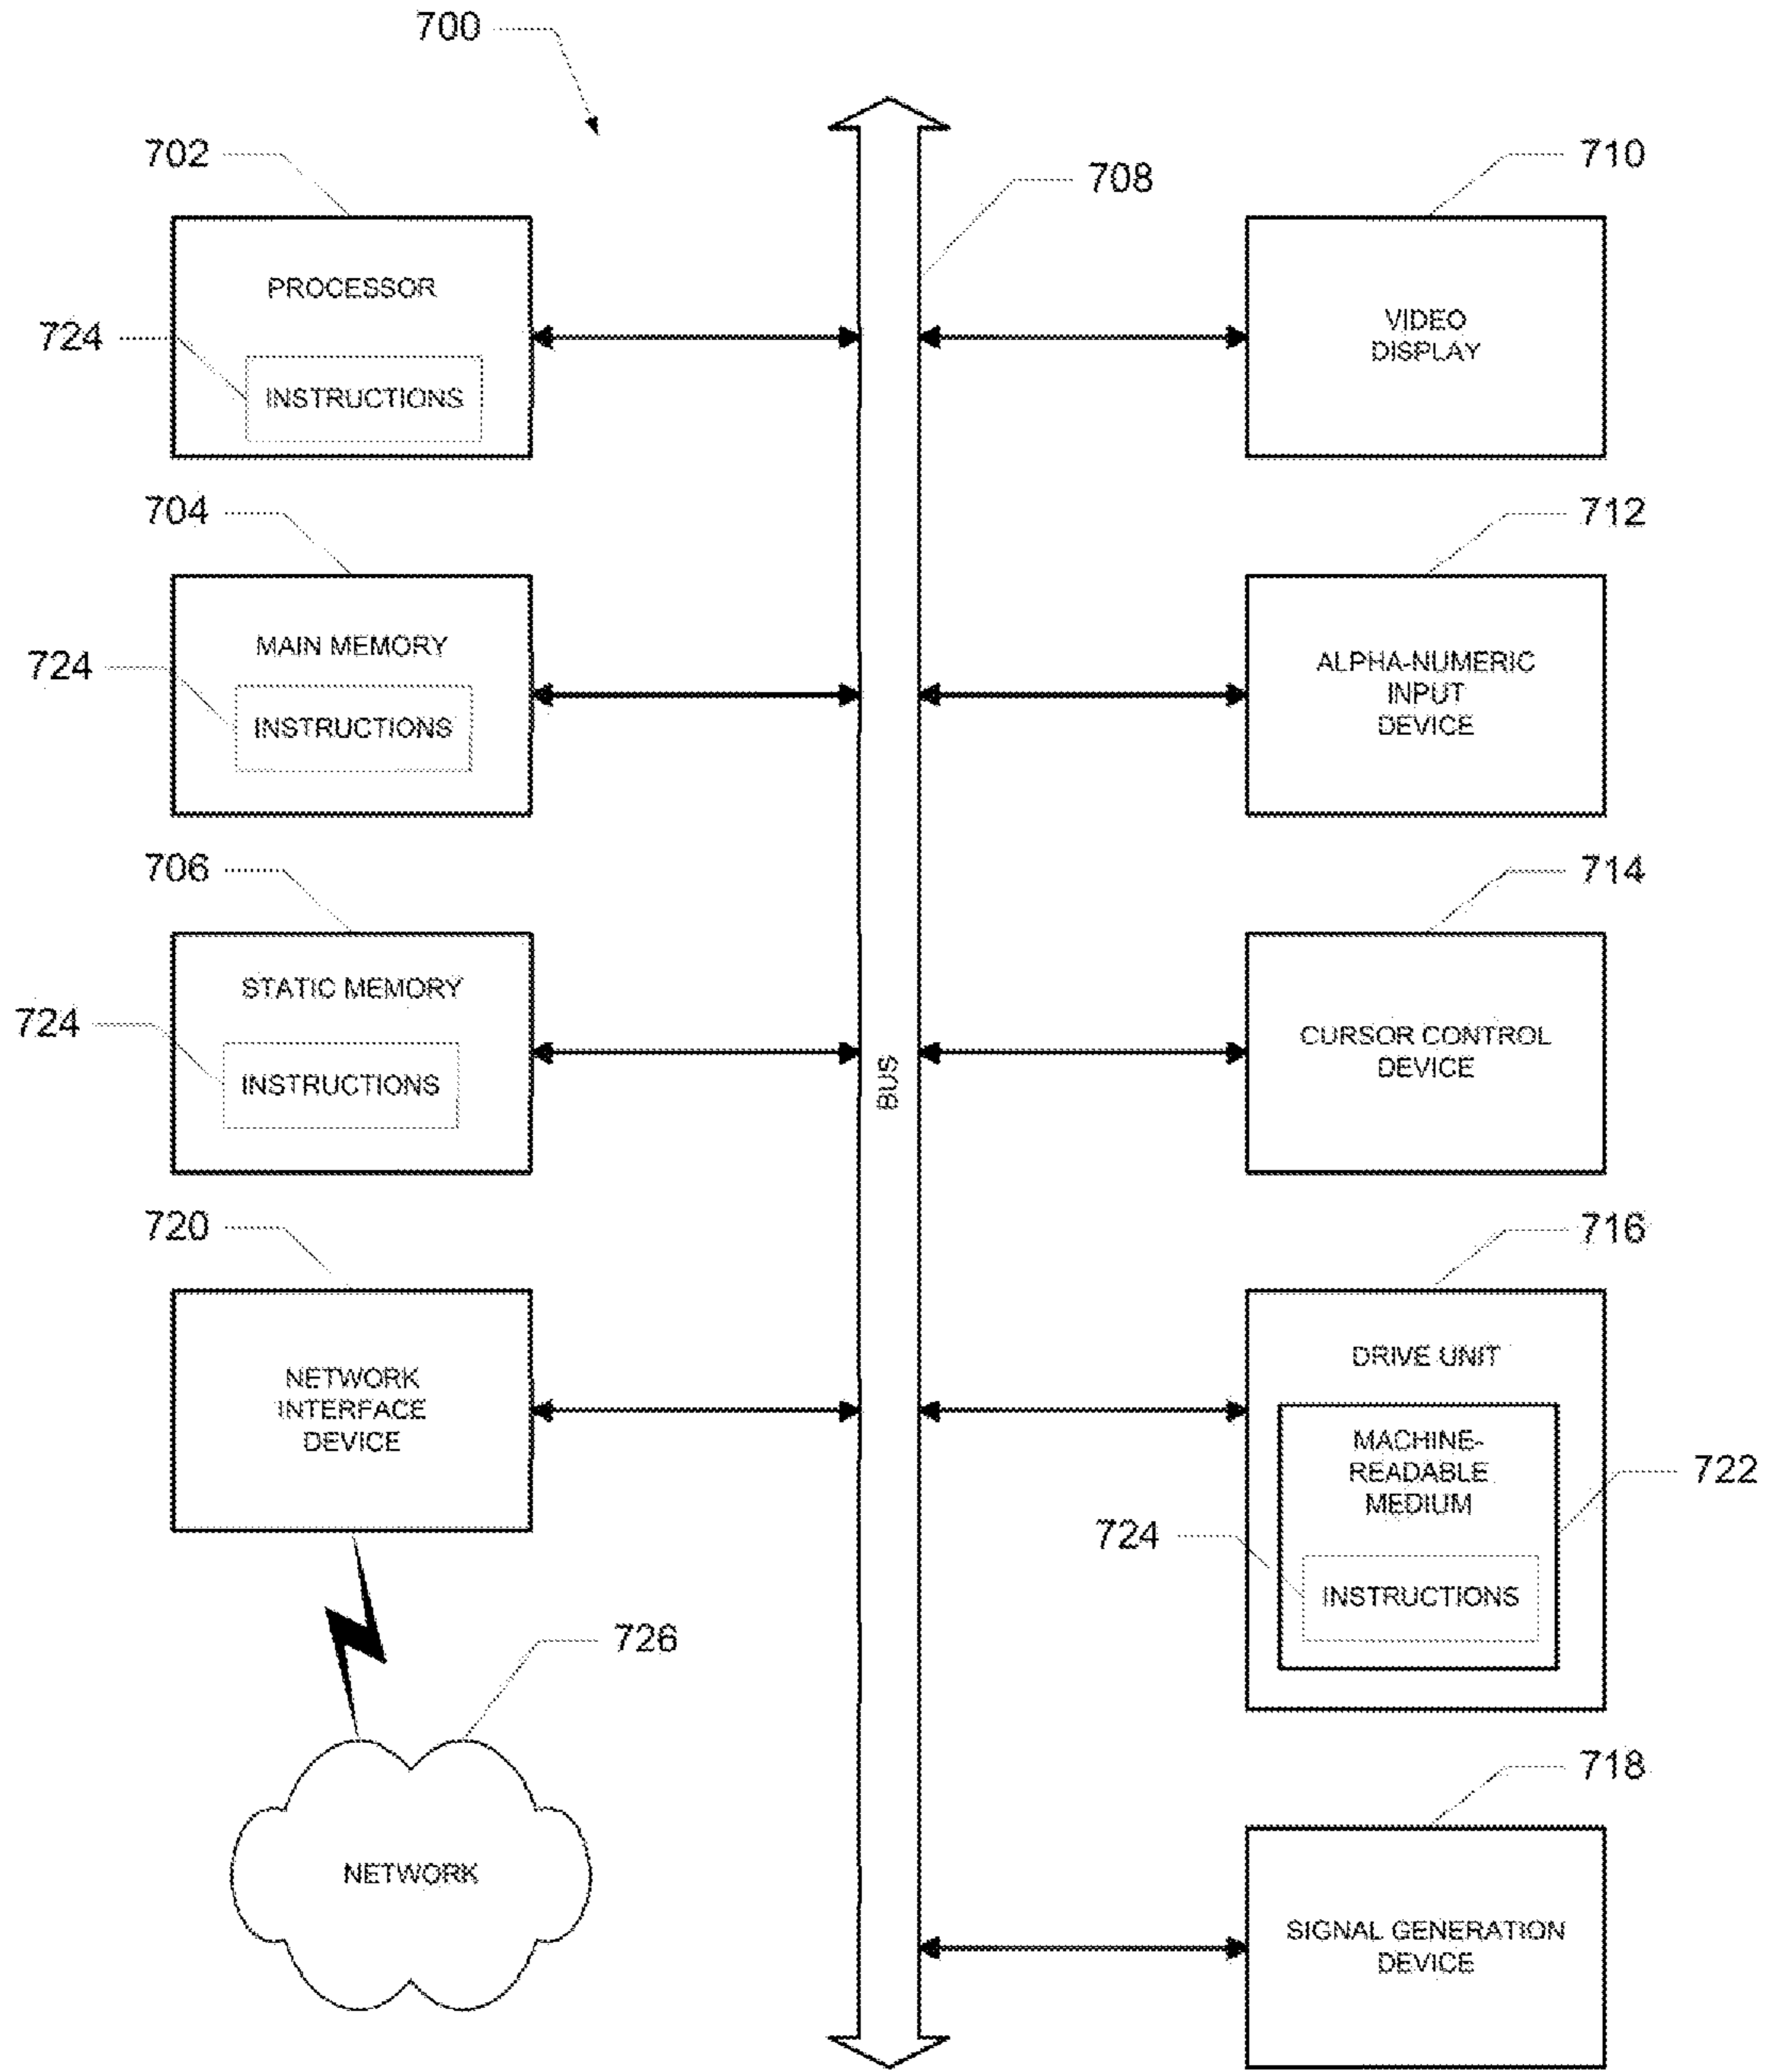 700
702
PROCESSOR
724
INSTRUCTIONS
704
MAIN MEMORY
724
INSTRUCTIONS
706
STATIC MEMORY
724
INSTRUCTIONS
720
NETWORK
INTERFACE
DEVICE
726
NETWORK
708
BUS
710
VIDEO
DISPLAY
712
ALPHA-NUMERIC
INPUT
DEVICE
714
CURSOR CONTROL
DEVICE
716
DRIVE UNIT
MACHINE-
READABLE
MEDIUM
722
724
INSTRUCTIONS
718
SIGNAL GENERATION
DEVICE